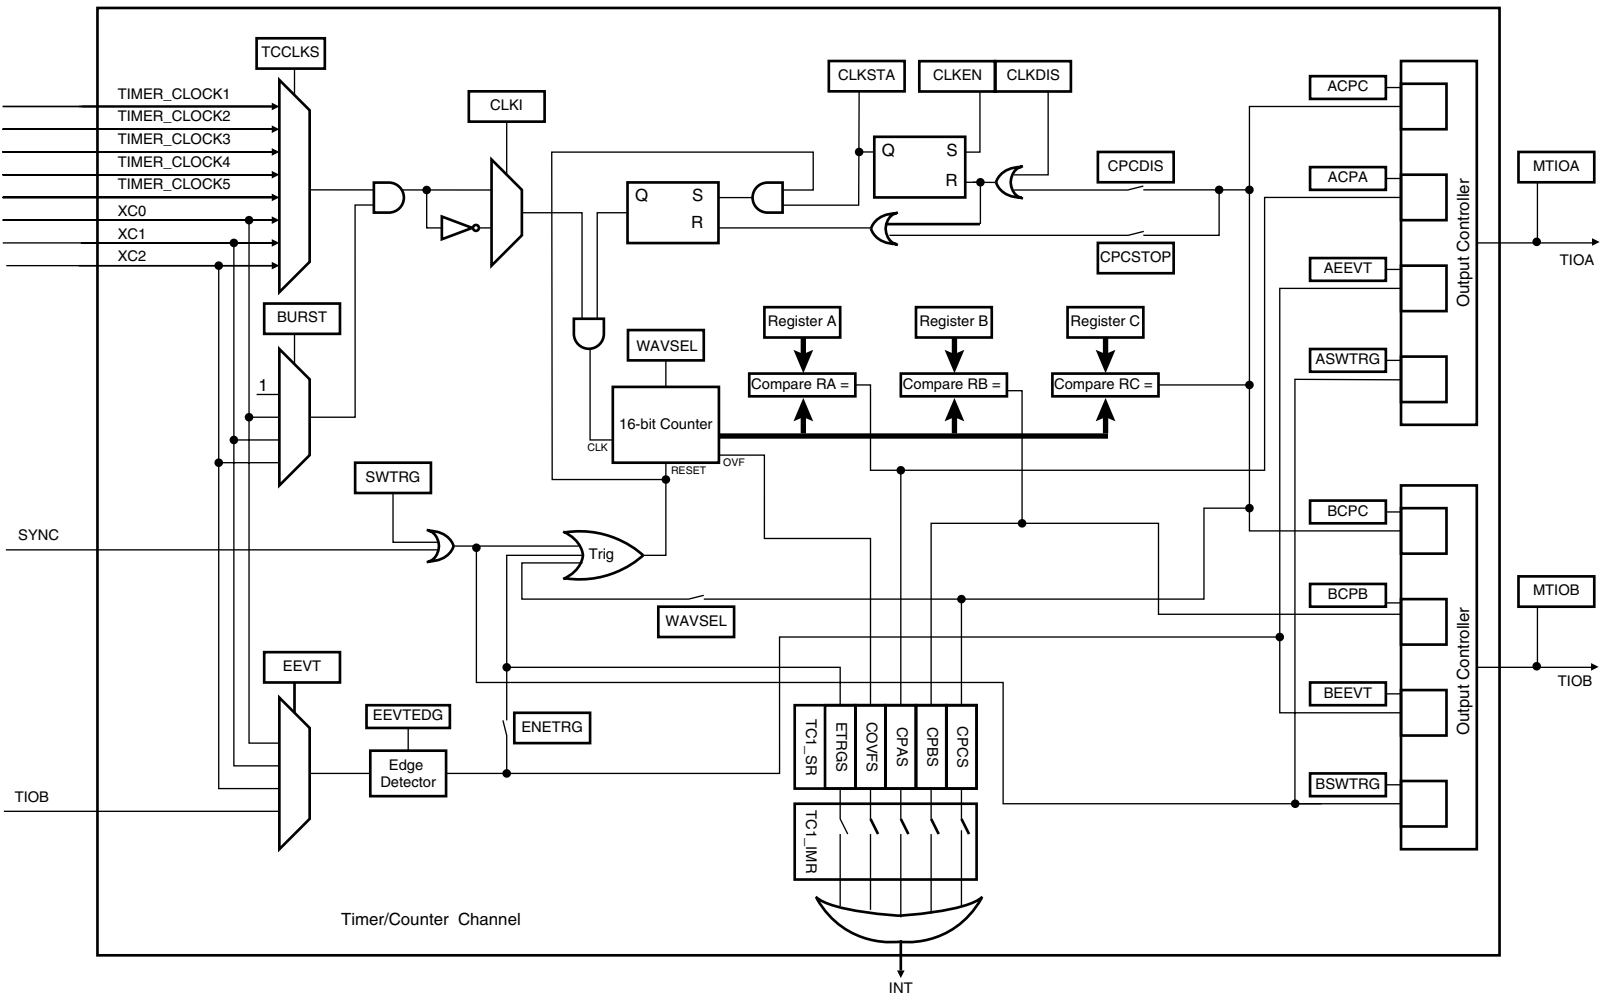 TCCLKS
TIMER_CLOCK1
TIMER_CLOCK2
TIMER_CLOCK3
TIMER_CLOCK4
TIMER_CLOCK5
XC0
XC1
XC2
CLKI
CLKSTA
CLKEN
CLKDIS
Q
S
R
Q
S
R
CPCDIS
CPCSTOP
ACPC
ACPA
AEEVT
ASWTRG
Output Controller
MTIOA
TIOA
BURST
1
WAVSEL
Register A
Register B
Register C
Compare RA =
Compare RB =
Compare RC =
16-bit Counter
CLK
RESET
OVF
SWTRG
SYNC
Trig
WAVSEL
BCPC
BCPB
BEEVT
BSWTRG
Output Controller
MTIOB
TIOB
EEVT
EEVTEDG
Edge
Detector
ENETRG
TIOB
TC1_SR
ETRGS
COVFS
CPAS
CPBS
CPCS
TC1_IMR
Timer/Counter Channel
INT